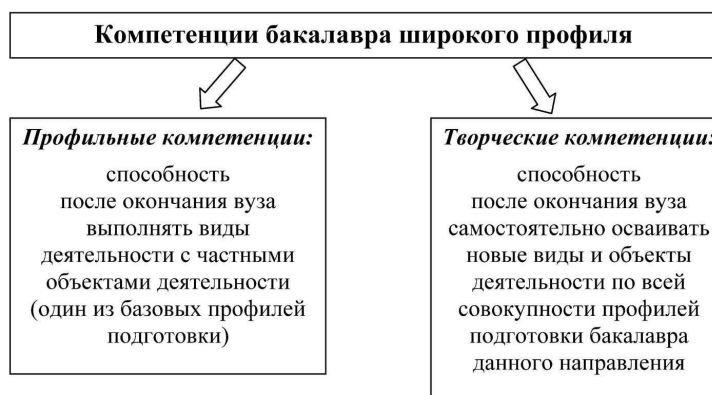 Компетенции бакалавра широкого профиля
Профильные компетенции:
способность
после окончания вуза
выполнять виды
деятельности с частными
объектами деятельности
(один из базовых профилей
подготовки)
Творческие компетенции:
способность
после окончания вуза
самостоятельно осваивать
новые виды и объекты
деятельности по всей
совокупности профилей
подготовки бакалавра
данного направления